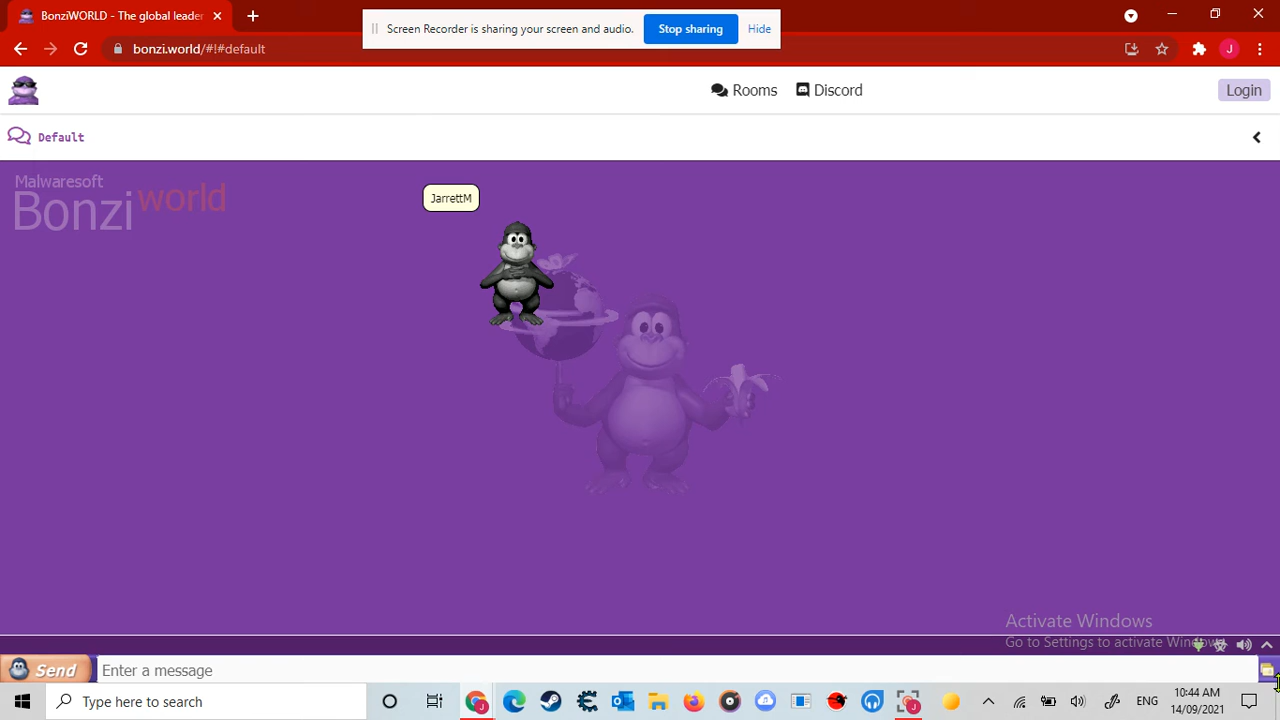 BonziWORLD - The global leader
Screen Recorder is sharing your screen and audio.
Stop sharing
Hide
bonzi.world/#!#default
J
Rooms
Discord
Login
Default
Malwaresoft
Bonzi world
JarrettM
Activate Windows
Go to Settings to activate Windows.
Send
Enter a message
Type here to search
ENG
10:44 AM
14/09/2021